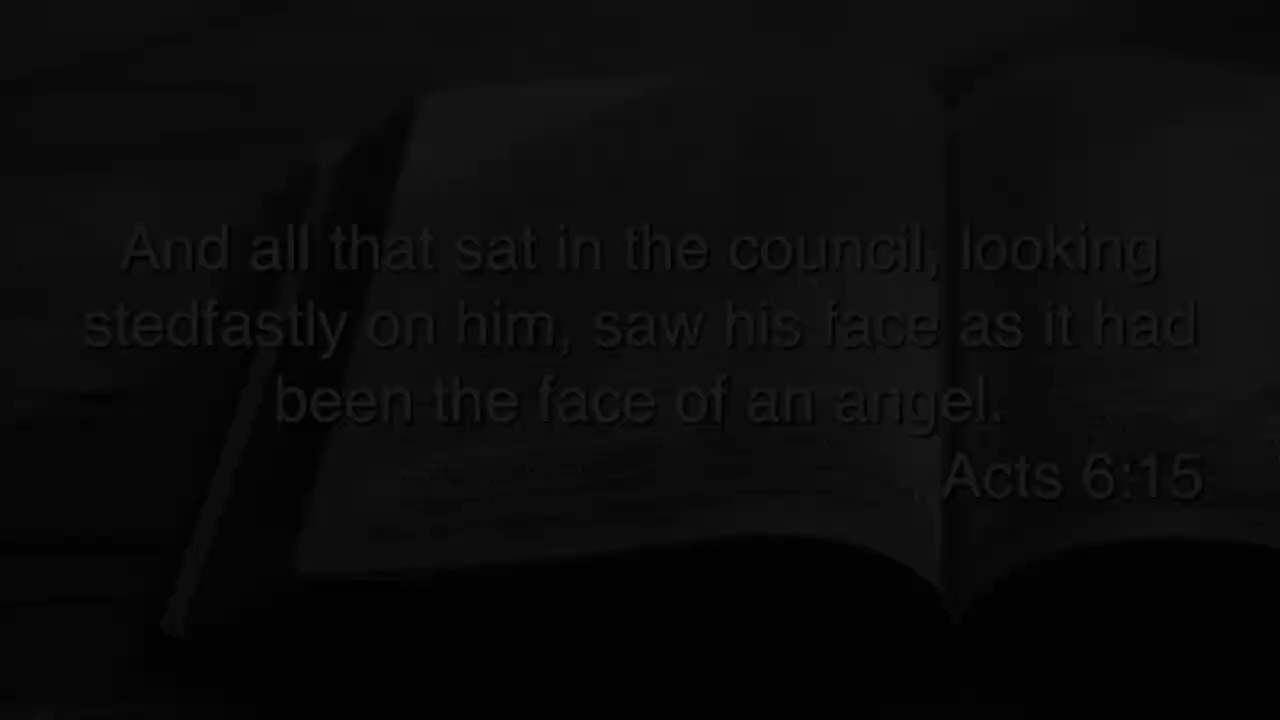 And all that sat in the council, looking
stedfastly on him, saw his face as it had
been the face of an angel.
Acts 6:15